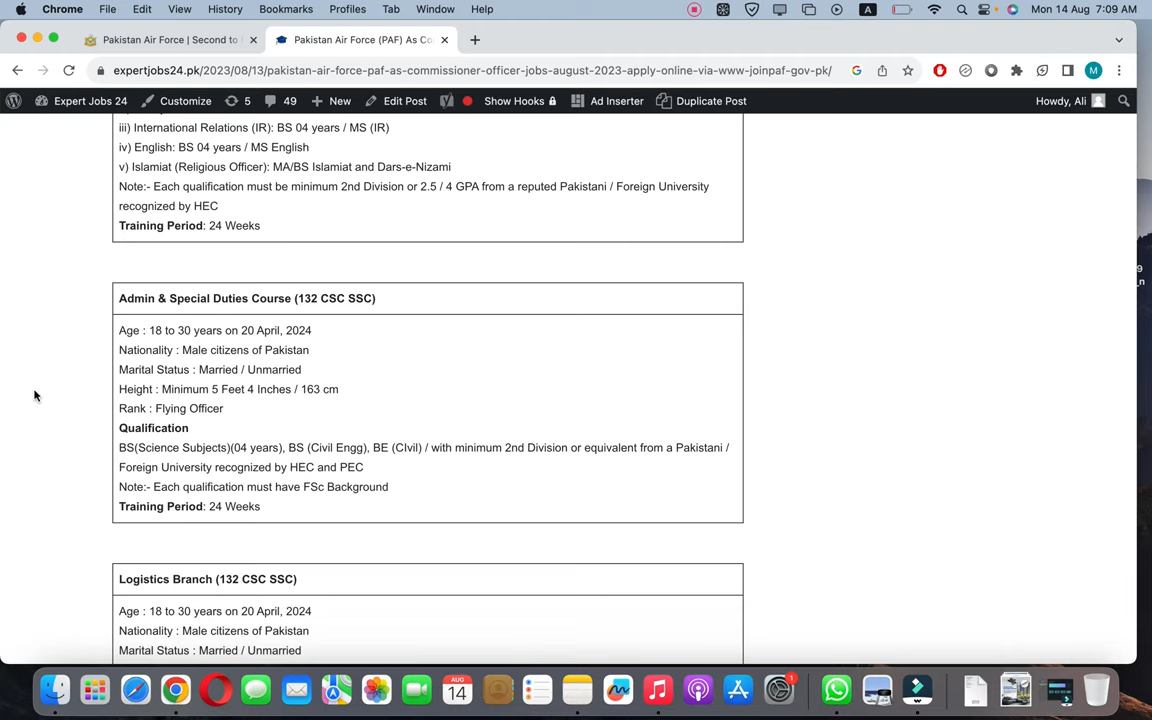 Chrome File Edit View History Bookmarks Profiles Tab Window Help A Mon 14 Aug 7:09 AM
Pakistan Air Force | Second to Pakistan Air Force (PAF) As Co
expertjobs24.pk/2023/08/13/pakistan-air-force-paf-as-commissioner-officer-jobs-august-2023-apply-online-via-www-joinpaf-gov-pk/ M
Expert Jobs 24 Customize 5 49 New Edit Post Show Hooks Ad Inserter Duplicate Post Howdy, Ali
iii) International Relations (IR): BS 04 years / MS (IR)
iv) English: BS 04 years / MS English
v) Islamiat (Religious Officer): MA/BS Islamiat and Dars-e-Nizami
Note:- Each qualification must be minimum 2nd Division or 2.5 / 4 GPA from a reputed Pakistani / Foreign University
recognized by HEC
Training Period: 24 Weeks
Admin & Special Duties Course (132 CSC SSC)
Age : 18 to 30 years on 20 April, 2024
Nationality : Male citizens of Pakistan
Marital Status : Married / Unmarried
Height : Minimum 5 Feet 4 Inches / 163 cm
Rank : Flying Officer
Qualification
BS(Science Subjects)(04 years), BS (Civil Engg), BE (CIvil) / with minimum 2nd Division or equivalent from a Pakistani /
Foreign University recognized by HEC and PEC
Note:- Each qualification must have FSc Background
Training Period: 24 Weeks
Logistics Branch (132 CSC SSC)
Age : 18 to 30 years on 20 April, 2024
Nationality : Male citizens of Pakistan
Marital Status : Married / Unmarried
9
_n
AUG
14
1